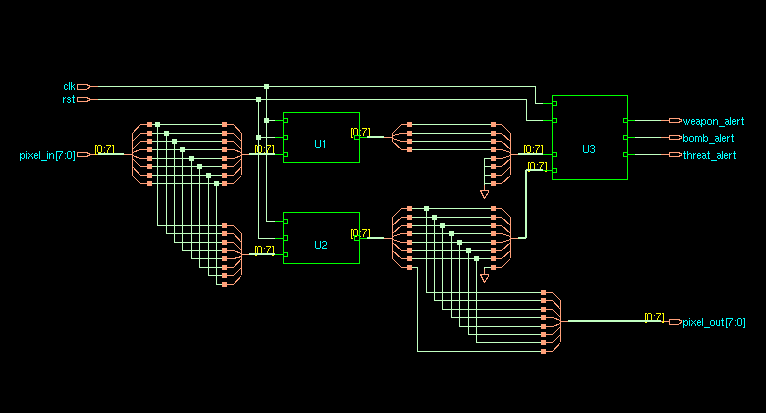 clk
rst
weapon_alert
bomb_alert
threat_alert
pixel_in[7:0]
[0:7]
[0:7]
U1
[0:7]
[0:7]
U3
[0:7]
[0:7]
U2
[0:7]
[0:7]
pixel_out[7:0]